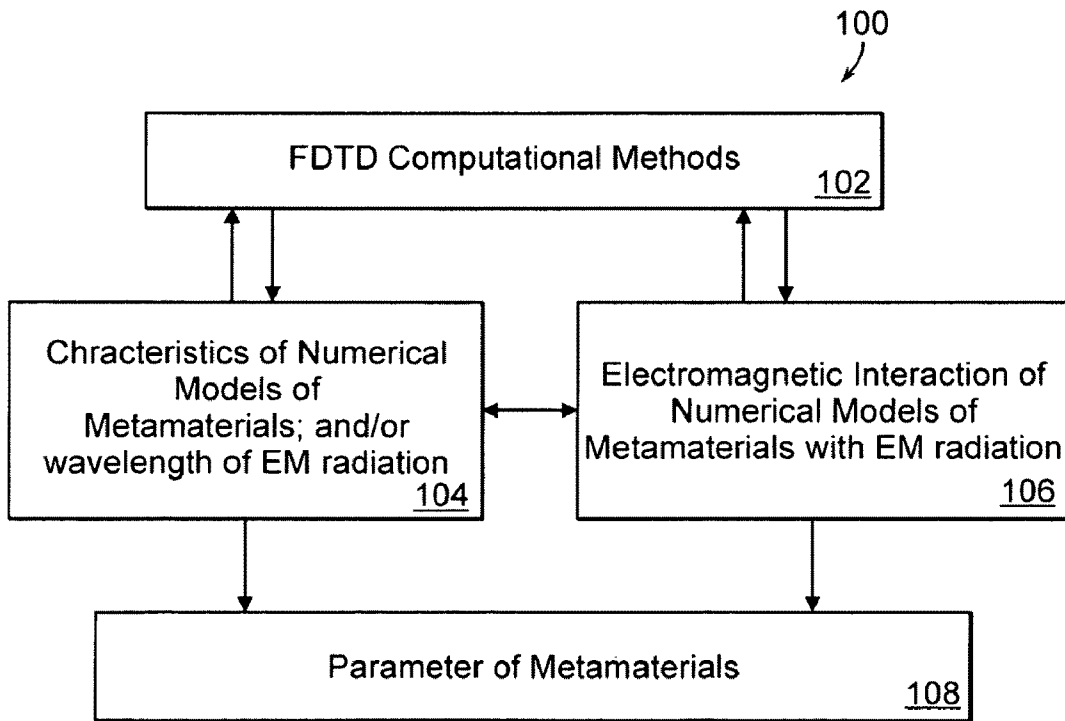 100
FDTD Computational Methods
102
Chracteristics of Numerical
Models of
Metamaterials; and/or
wavelength of EM radiation
104
Electromagnetic Interaction of
Numerical Models of
Metamaterials with EM radiation
106
Parameter of Metamaterials
108